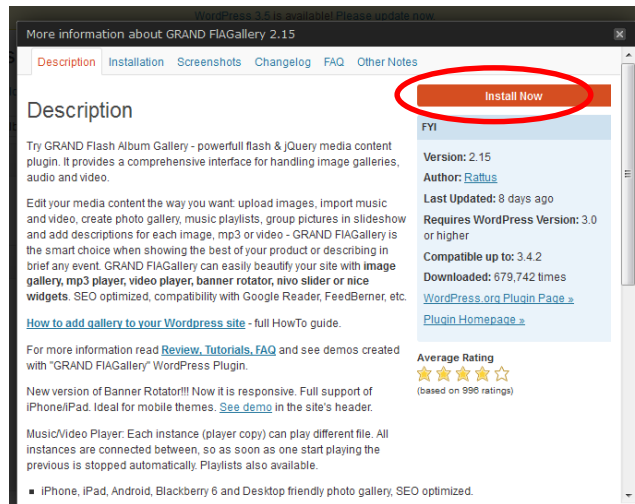 WordPress 3.5 is available! Please update now.
More information about GRAND FlAGallery 2.15
Description Installation Screenshots Changelog FAQ Other Notes
Install Now
Description
FYI
Try GRAND Flash Album Gallery - powerfull flash & jQuery media content
plugin. It provides a comprehensive interface for handling image galleries,
audio and video.
Edit your media content the way you want: upload images, import music
and video, create photo gallery, music playlists, group pictures in slideshow
and add descriptions for each image, mp3 or video - GRAND FlAGallery is
the smart choice when showing the best of your product or describing in
brief any event. GRAND FlAGallery can easily beautify your site with image
gallery, mp3 player, video player, banner rotator, nivo slider or nice
widgets. SEO optimized, compatibility with Google Reader, FeedBerner, etc.
How to add gallery to your Wordpress site - full HowTo guide.
For more information read Review, Tutorials, FAQ and see demos created
with "GRAND FlAGallery" WordPress Plugin.
New version of Banner Rotator!!! Now it is responsive. Full support of
iPhone/iPad. Ideal for mobile themes. See demo in the site's header.
Music/Video Player: Each instance (player copy) can play different file. All
instances are connected between, so as soon as one start playing the
previous is stopped automatically. Playlists also available.
iPhone, iPad, Android, Blackberry 6 and Desktop friendly photo gallery, SEO optimized.
Version: 2.15
Author: Rattus
Last Updated: 8 days ago
Requires WordPress Version: 3.0
or higher
Compatible up to: 3.4.2
Downloaded: 679,742 times
WordPress.org Plugin Page »
Plugin Homepage »
Average Rating
(based on 996 ratings)